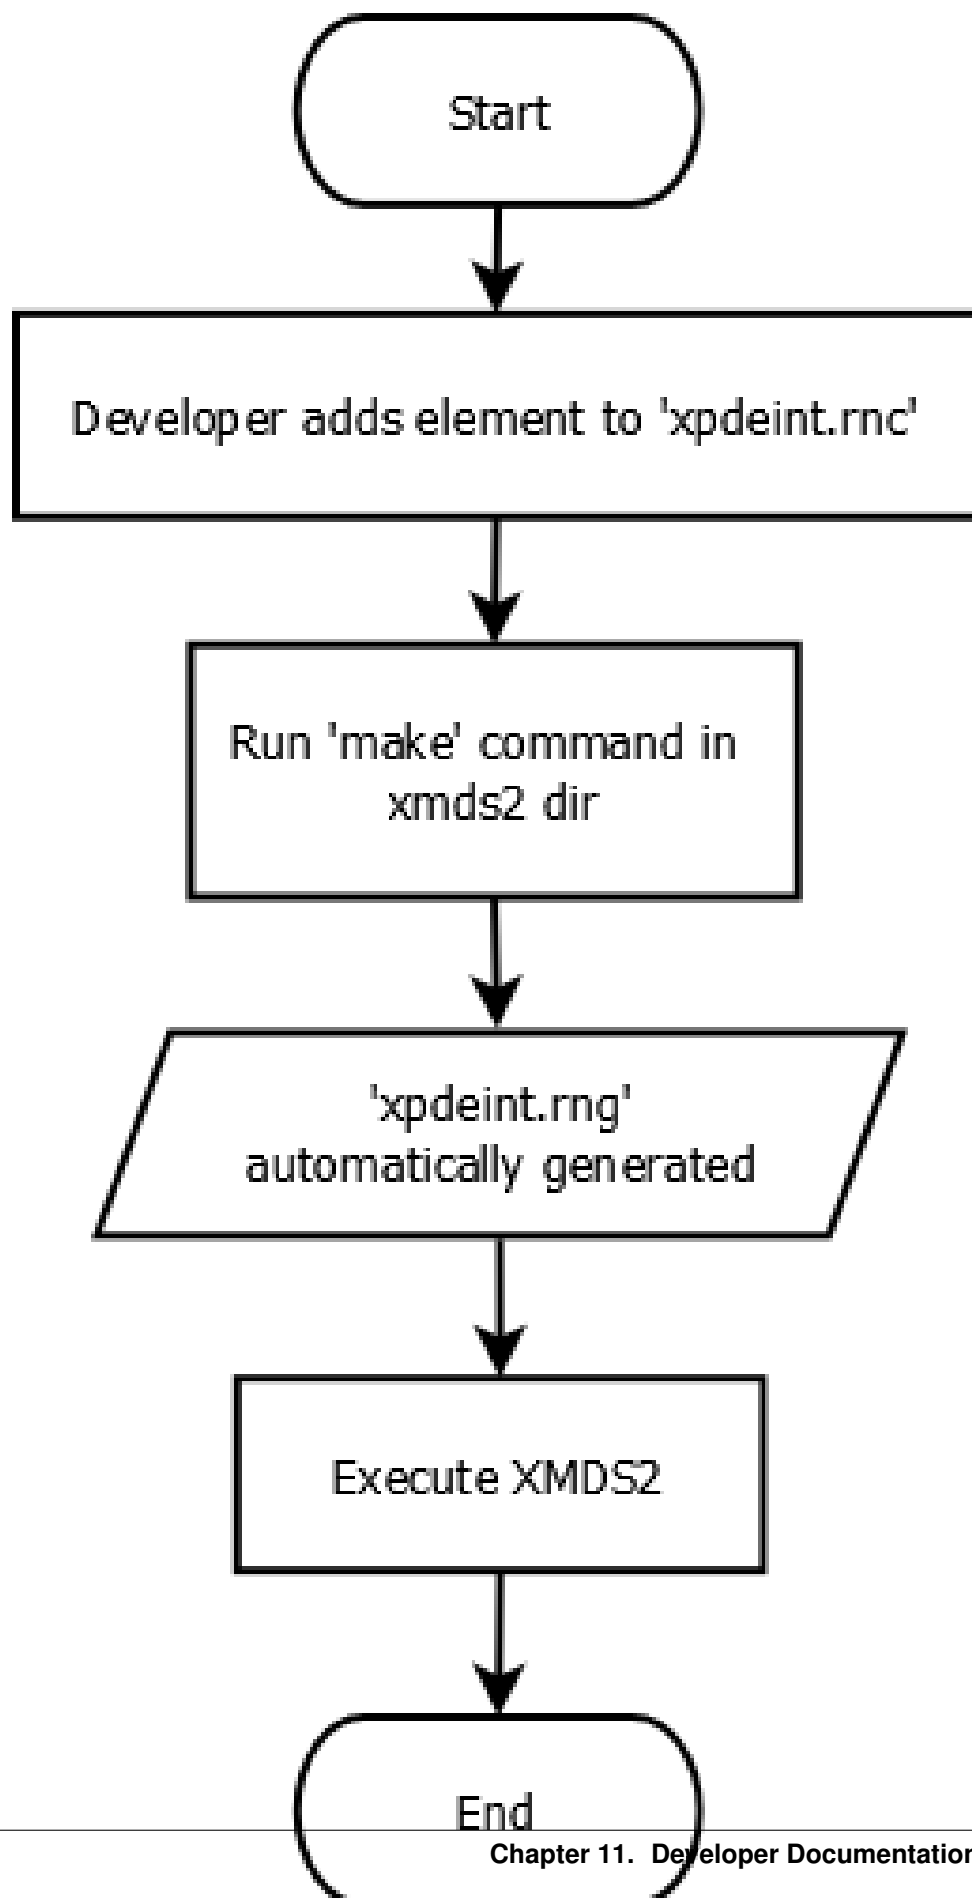 Start
Developer adds element to 'xpdeint.rnc'
Run 'make' command in
xmds2 dir
'xpdeint.rng'
automatically generated
Execute XMDS2
End
Chapter 11. Developer Documentation